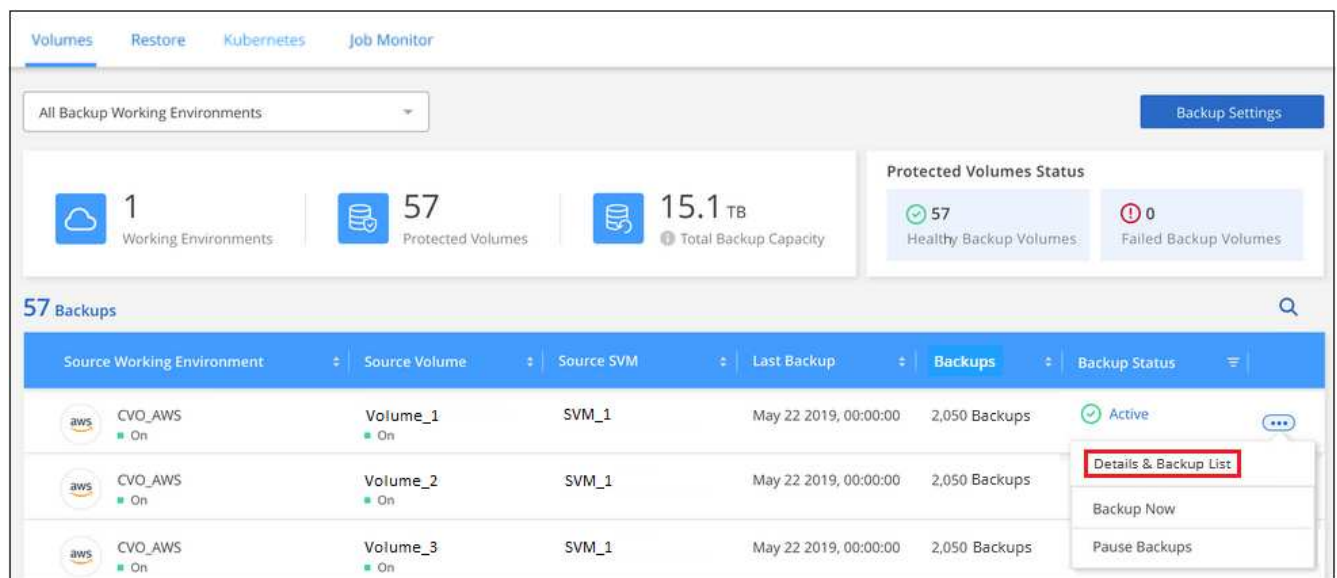 Volumes Restore Kubernetes Job Monitor
All Backup Working Environments
Backup Settings
1
Working Environments
57
Protected Volumes
15.1 TB
Total Backup Capacity
Protected Volumes Status
57
Healthy Backup Volumes
0
Failed Backup Volumes
57 Backups
Source Working Environment Source Volume Source SVM Last Backup Backups Backup Status
aws CVO_AWS Volume_1 SVM_1 May 22 2019, 00:00:00 2,050 Backups Active
On On
Details & Backup List
aws CVO_AWS Volume_2 SVM_1 May 22 2019, 00:00:00 2,050 Backups
On On
Backup Now
aws CVO_AWS Volume_3 SVM_1 May 22 2019, 00:00:00 2,050 Backups Pause Backups
On On